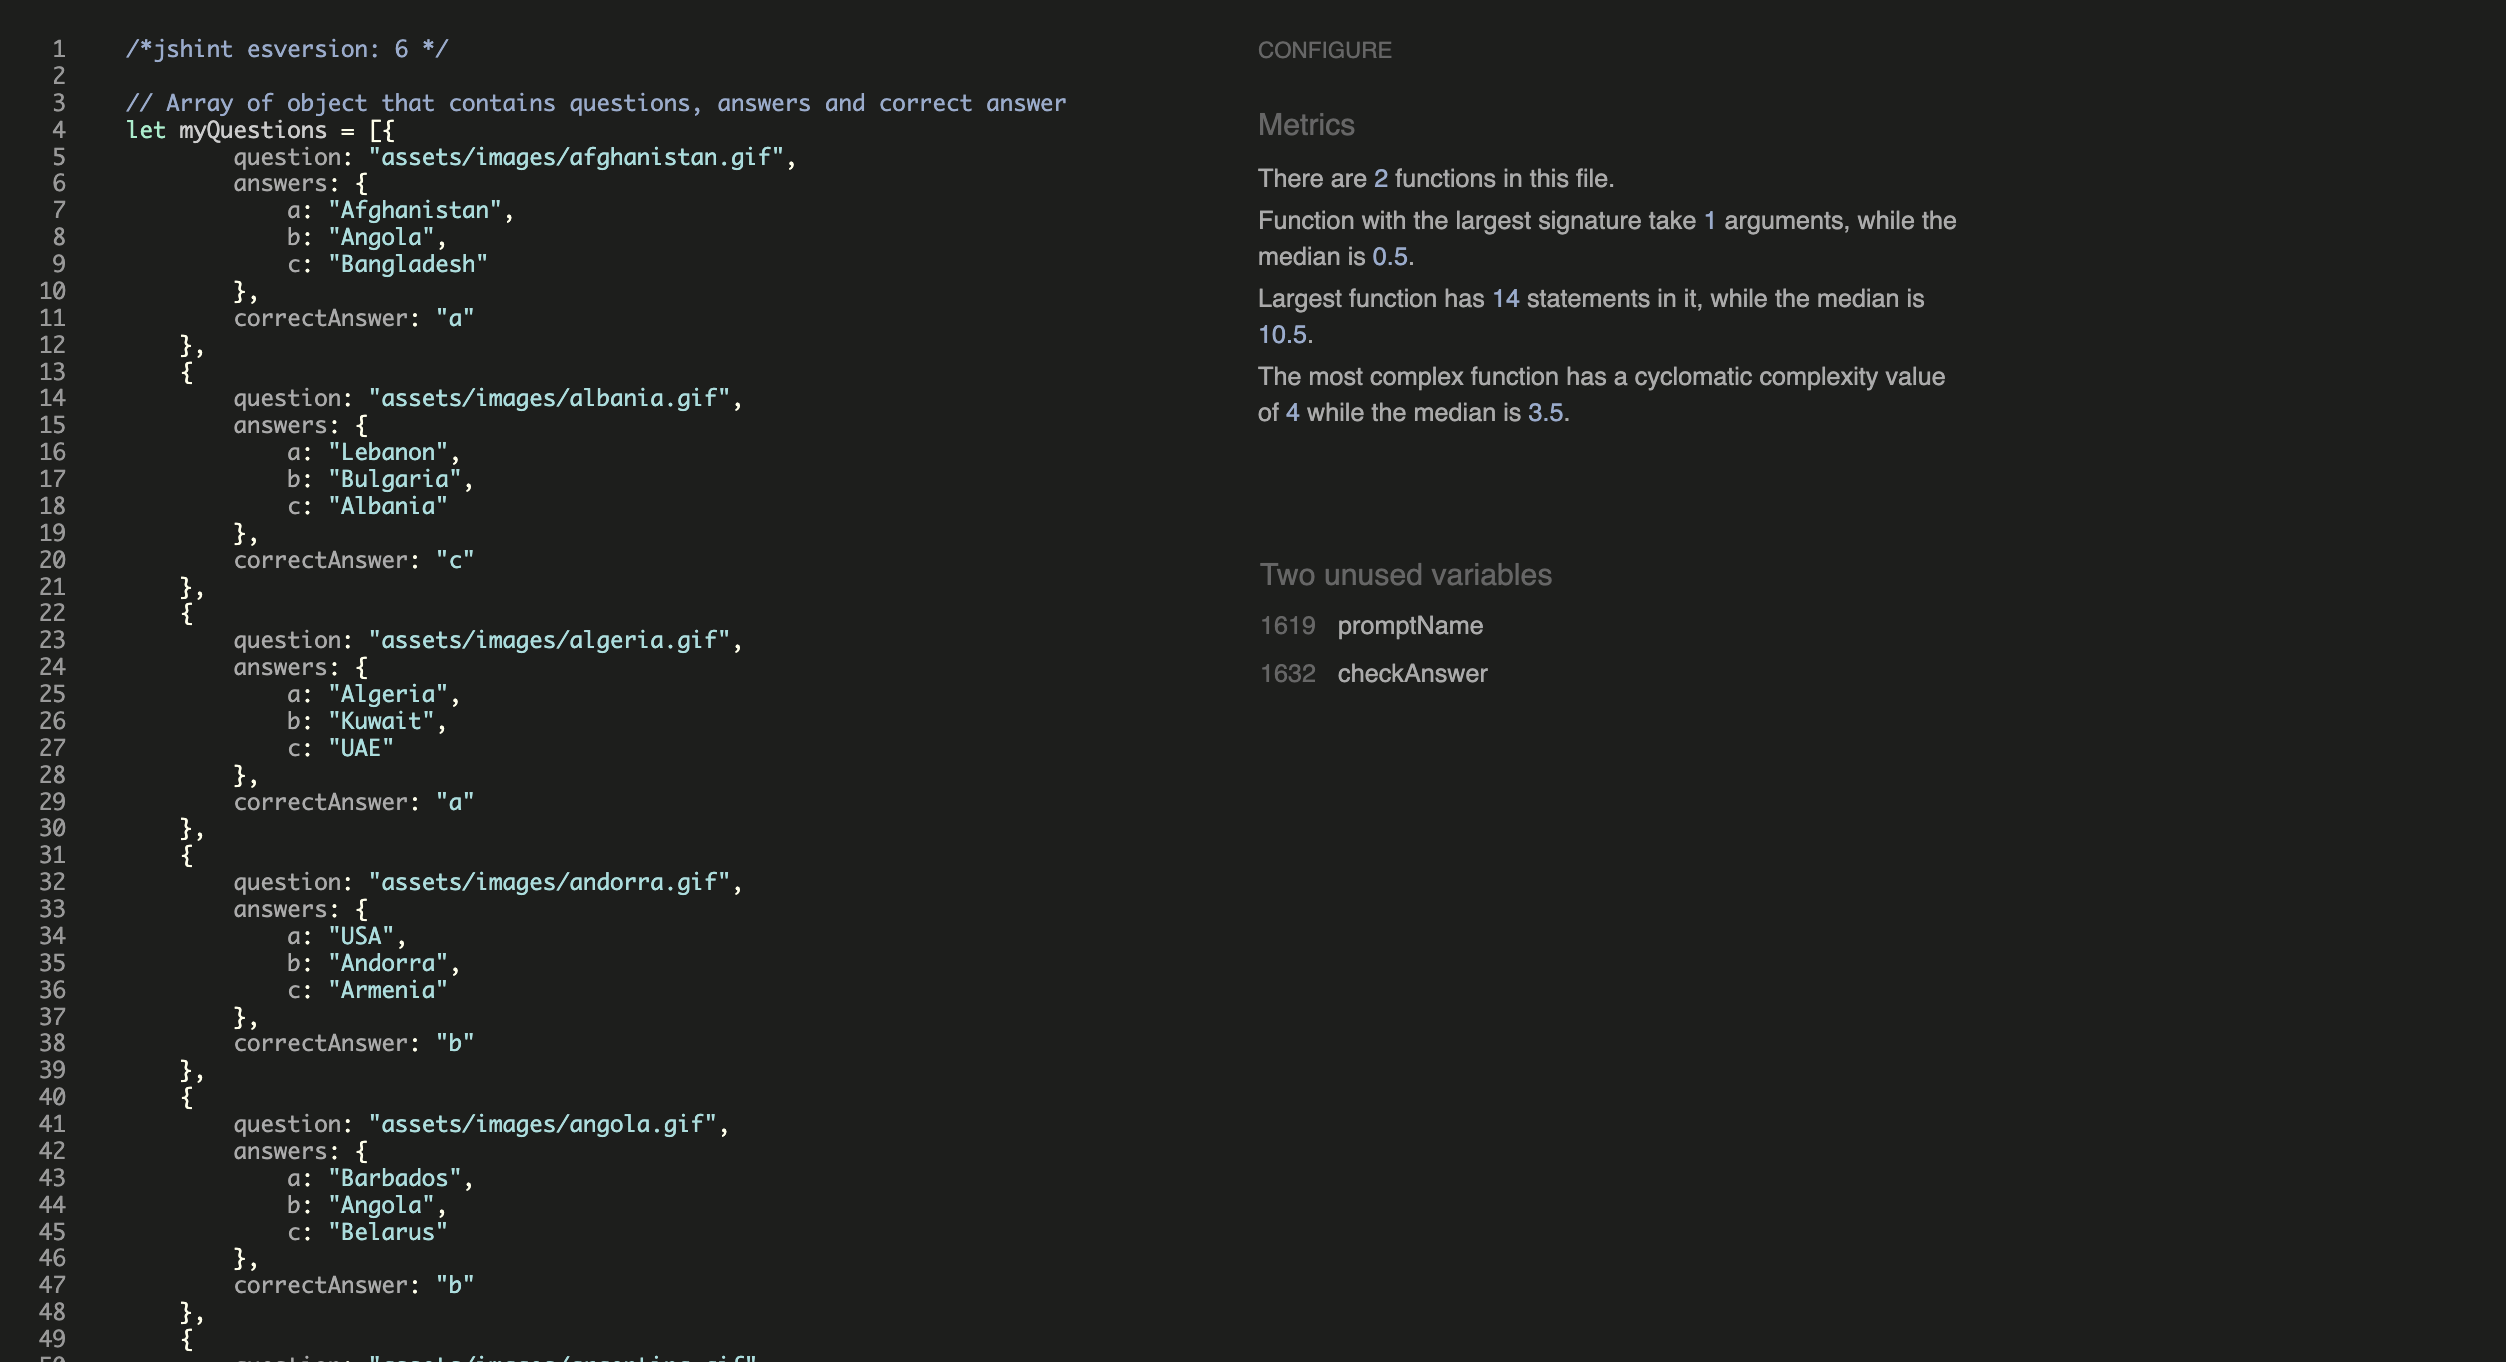 1 /*jshint esversion: 6 */
2
3 // Array of object that contains questions, answers and correct answer
4 let myQuestions = [{
5 question: "assets/images/afghanistan.gif",
6 answers: {
7 a: "Afghanistan",
8 b: "Angola",
9 c: "Bangladesh"
10 },
11 correctAnswer: "a"
12 },
13 {
14 question: "assets/images/albania.gif",
15 answers: {
16 a: "Lebanon",
17 b: "Bulgaria",
18 c: "Albania"
19 },
20 correctAnswer: "c"
21 },
22 {
23 question: "assets/images/algeria.gif",
24 answers: {
25 a: "Algeria",
26 b: "Kuwait",
27 c: "UAE"
28 },
29 correctAnswer: "a"
30 },
31 {
32 question: "assets/images/andorra.gif",
33 answers: {
34 a: "USA",
35 b: "Andorra",
36 c: "Armenia"
37 },
38 correctAnswer: "b"
39 },
40 {
41 question: "assets/images/angola.gif",
42 answers: {
43 a: "Barbados",
44 b: "Angola",
45 c: "Belarus"
46 },
47 correctAnswer: "b"
48 },
49 {
CONFIGURE
Metrics
There are 2 functions in this file.
Function with the largest signature take 1 arguments, while the
median is 0.5.
Largest function has 14 statements in it, while the median is
10.5.
The most complex function has a cyclomatic complexity value
of 4 while the median is 3.5.
Two unused variables
1619 promptName
1632 checkAnswer